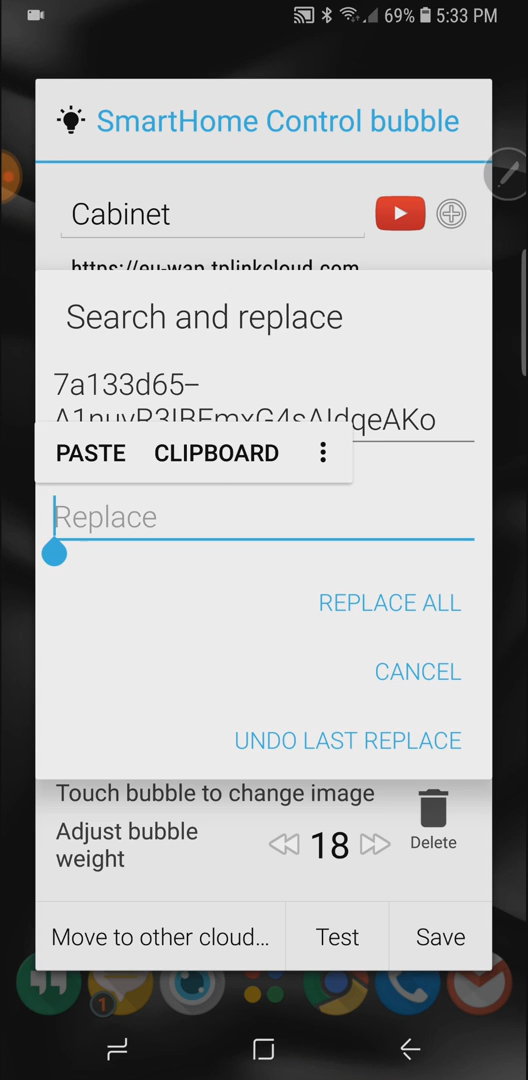 69% 5:33 PM
SmartHome Control bubble
Cabinet
https://eu-wap.tplinkcloud.com
Search and replace
7a133d65–
PASTE CLIPBOARD
Replace
REPLACE ALL
CANCEL
UNDO LAST REPLACE
Touch bubble to change image
Adjust bubble
weight
18
Delete
Move to other cloud...
Test
Save
1